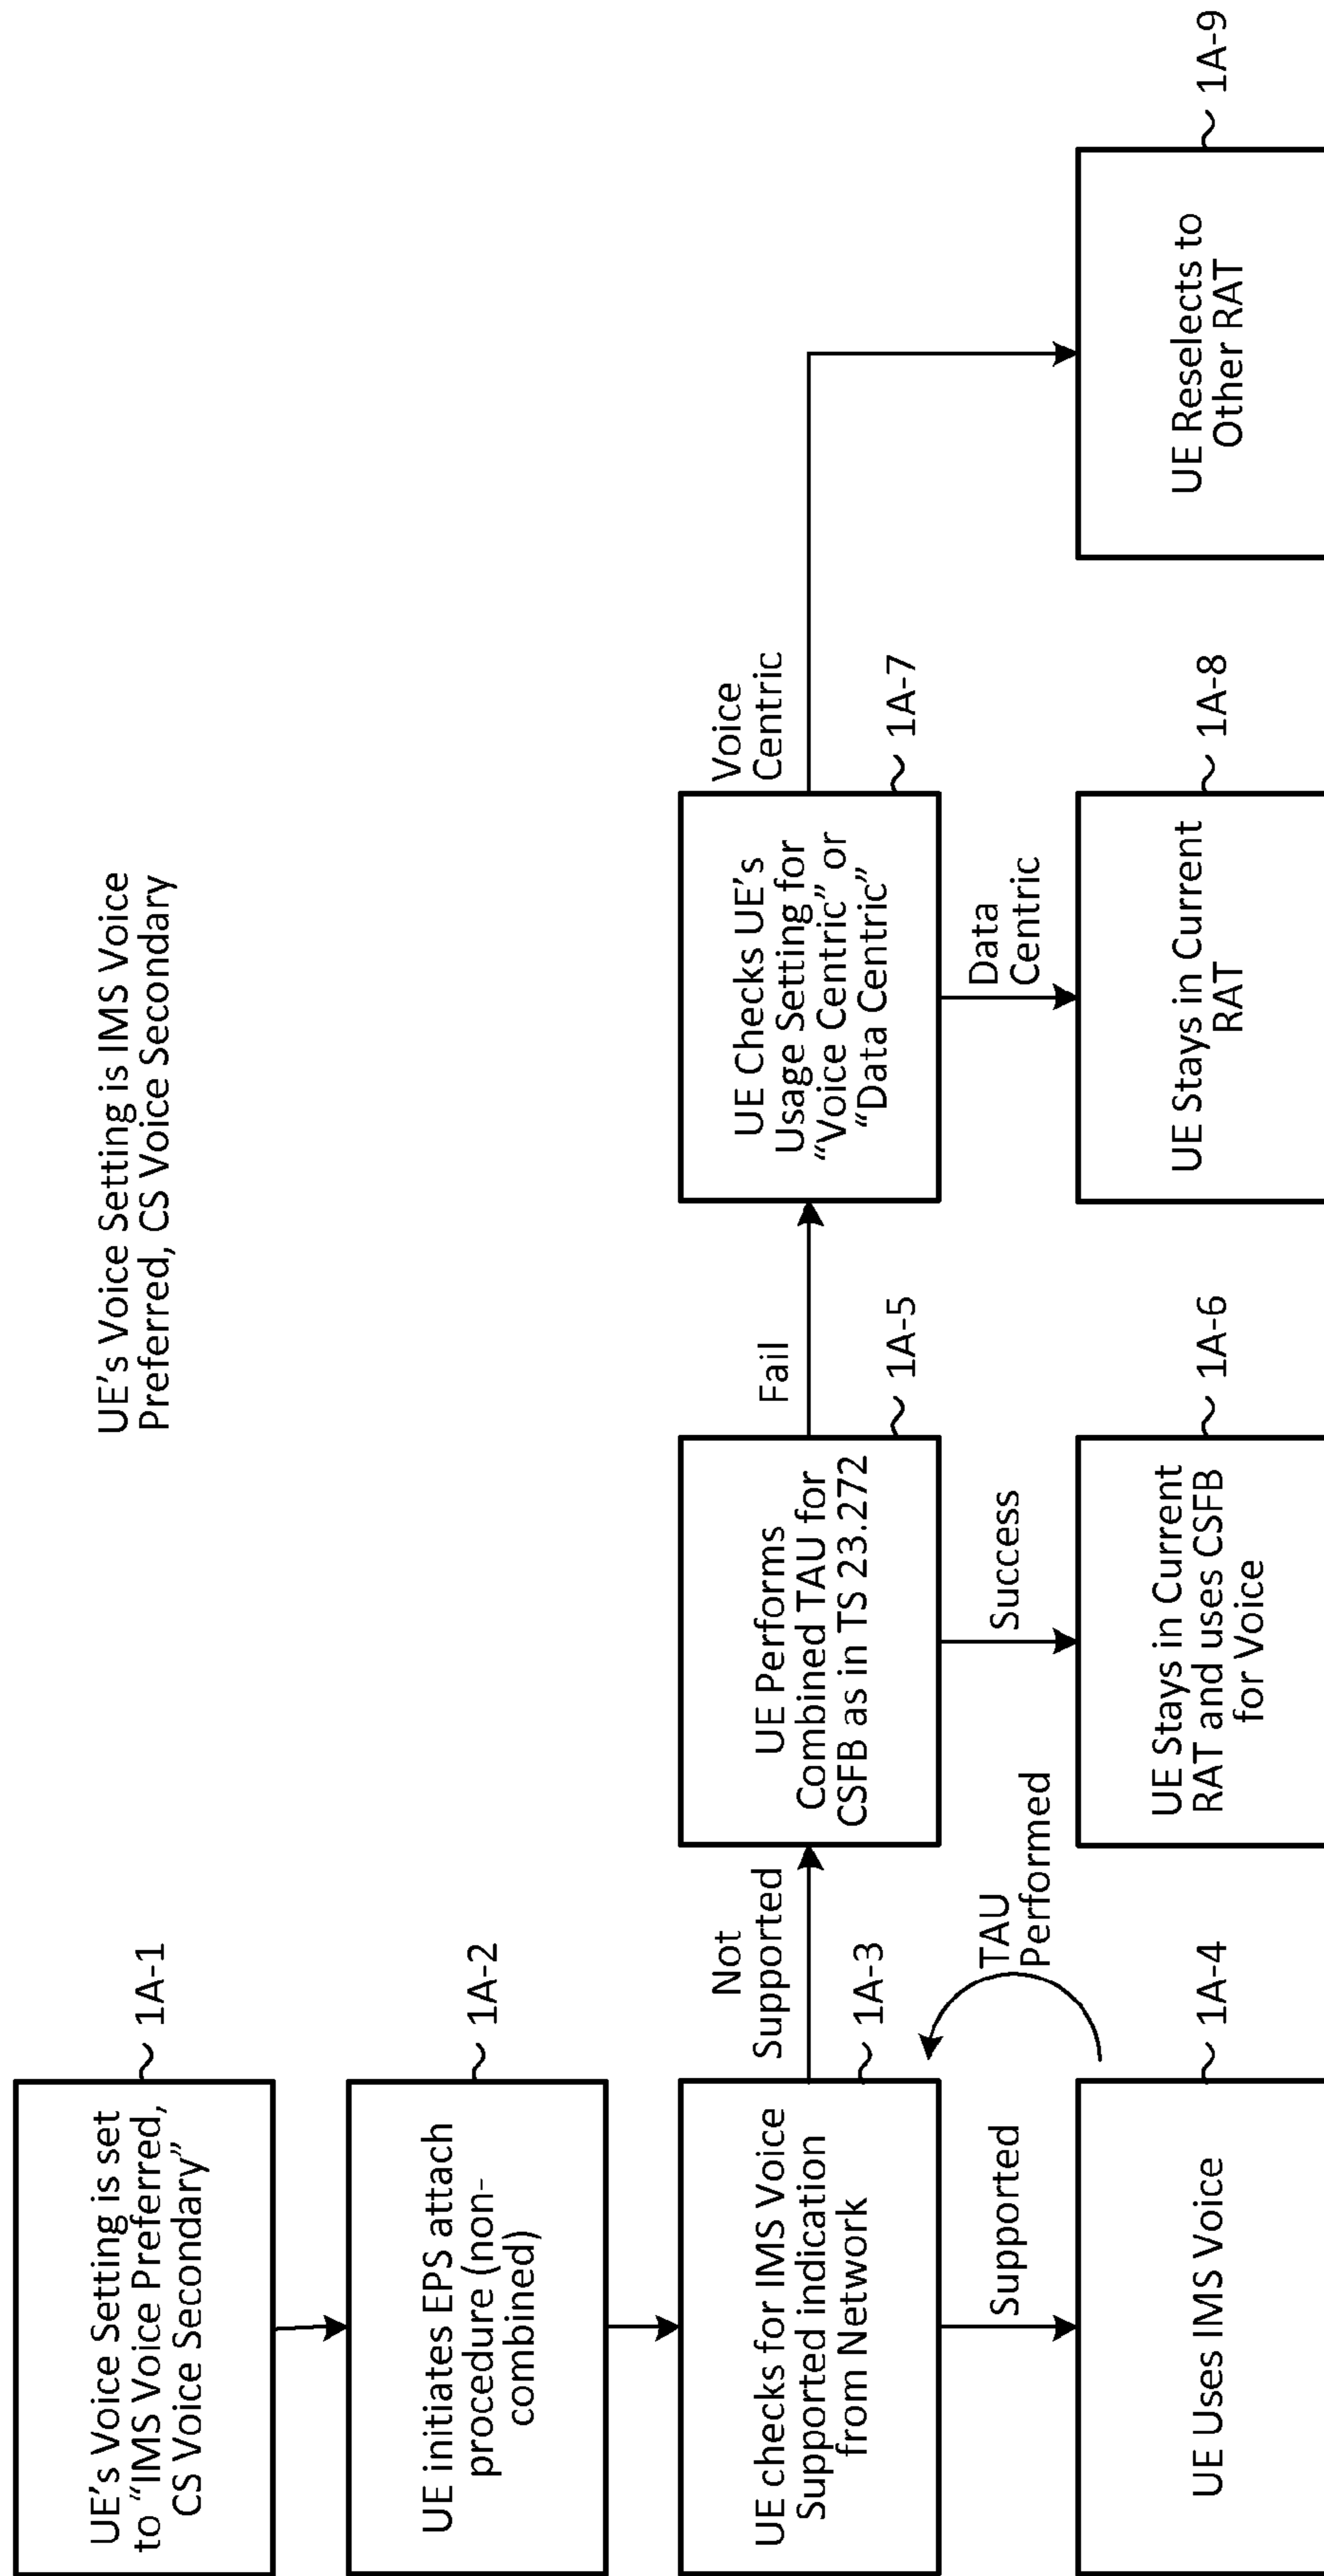 UE's Voice Setting is IMS Voice
Preferred, CS Voice Secondary
UE's Voice Setting is set
to “IMS Voice Preferred,
CS Voice Secondary”
1A-1
UE initiates EPS attach
procedure (non-
combined)
1A-2
UE checks for IMS Voice
Supported indication
from Network
1A-3
Not
Supported
Supported
TAU
Performed
UE Uses IMS Voice
1A-4
UE Performs
Combined TAU for
CSFB as in TS 23.272
1A-5
Fail
Success
UE Stays in Current
RAT and uses CSFB
for Voice
1A-6
UE Checks UE's
Usage Setting for
“Voice Centric” or
“Data Centric”
1A-7
Voice
Centric
Data
Centric
UE Stays in Current
RAT
1A-8
UE Reselects to
Other RAT
1A-9